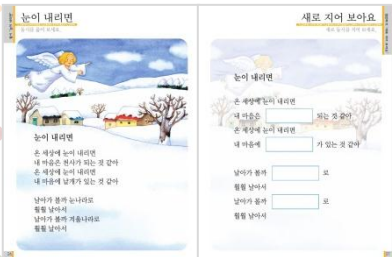 눈이 내리면
동시를 읽어 보세요.
눈이 내리면
온 세상에 눈이 내리면
내 마음은 천사가 되는 것 같아
온 세상에 눈이 내리면
내 마음에 날개가 있는 것 같아
날아가 볼까 눈나라로
훨훨 날아서
날아가 볼까 겨울나라로
훨훨 날아서
새로 지어 보아요
눈이 내리면
온 세상에 눈이 내리면
내 마음은 되는 것 같아
온 세상에 눈이 내리면
내 마음에 가 있는 것 같아
날아가 볼까 로
훨훨 날아서
날아가 볼까 로
훨훨 날아서